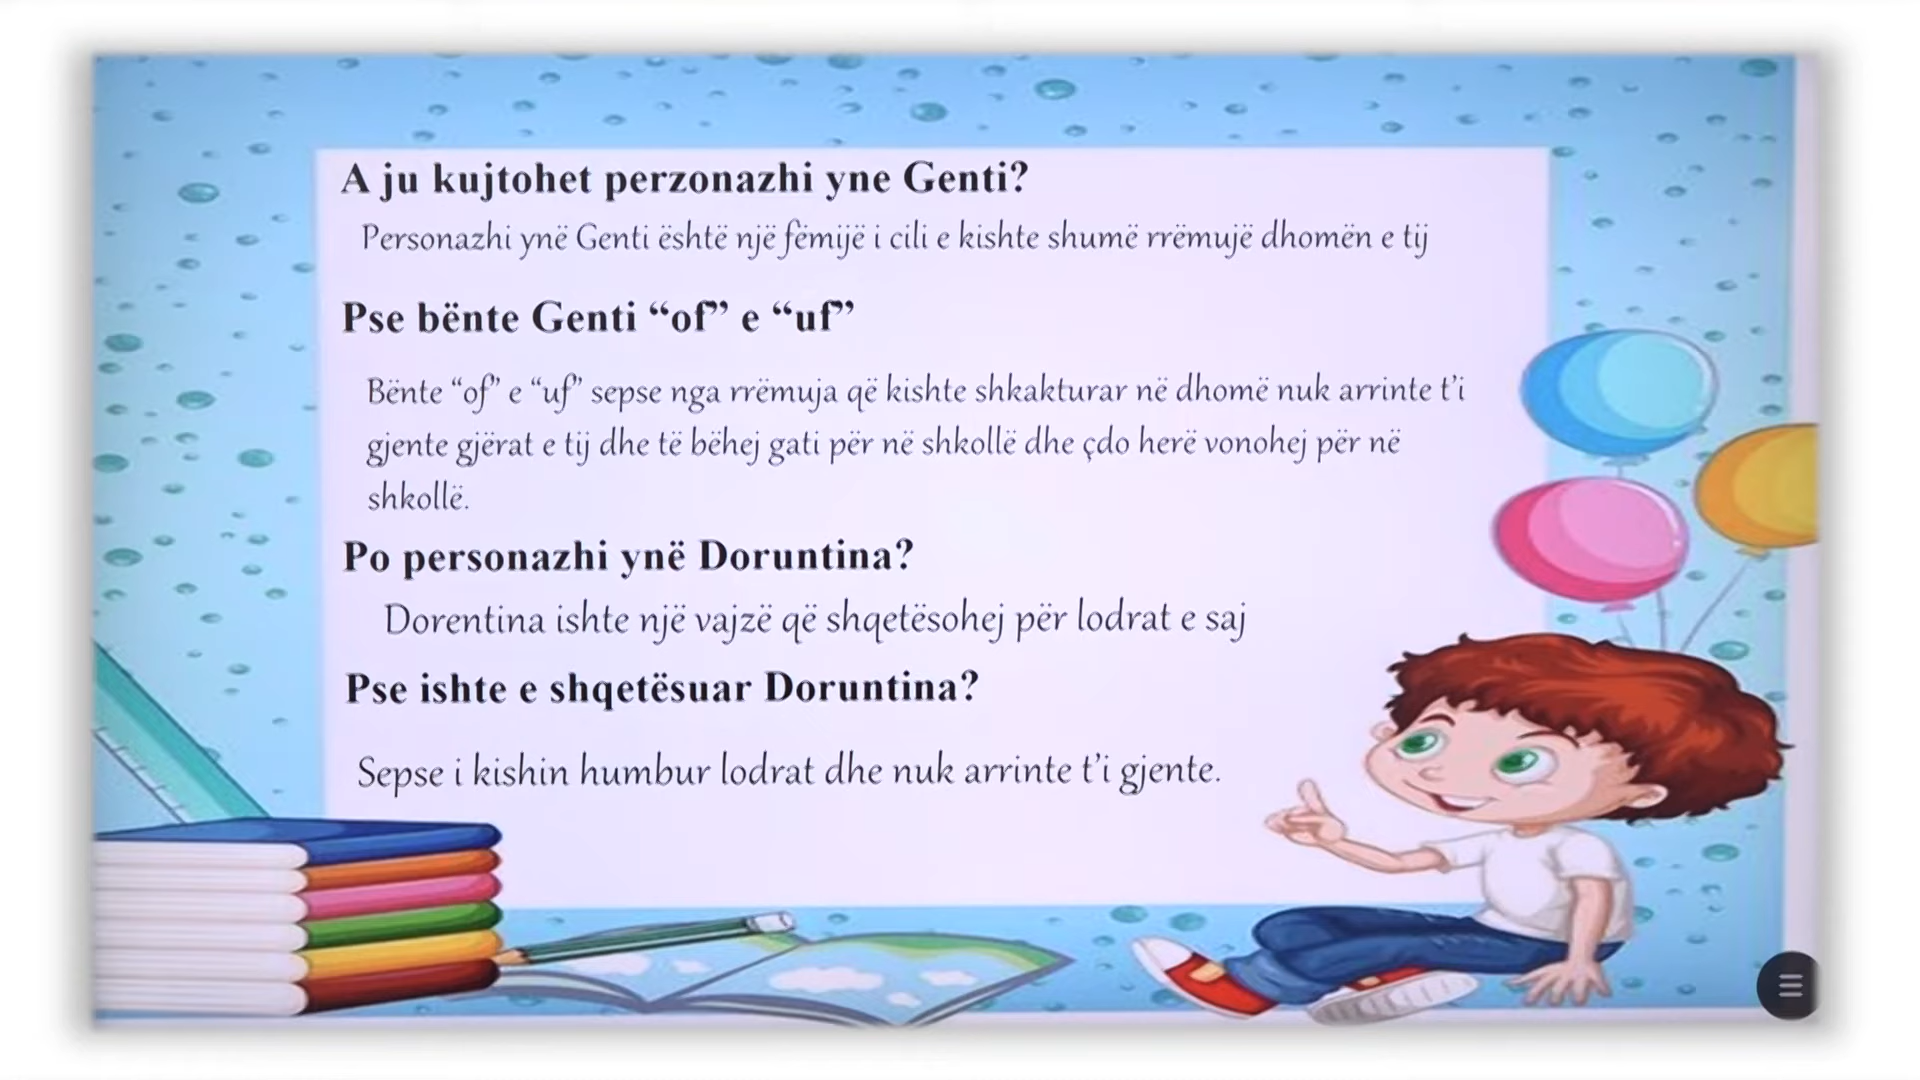 A ju kujtohet perzonazhi yne Genti?
Personazhi ynë Genti është një fëmijë i cili e kishte shumë rrëmujë dhomën e tij
Pse bënte Genti “of” e “uf”
Bënte “of” e “uf” sepse nga rrëmuja që kishte shkakturar në dhomë nuk arrinte t’i
gjente gjërat e tij dhe të bëhej gati për në shkollë dhe çdo herë vonohej për në
shkollë.
Po personazhi ynë Doruntina?
Dorentina ishte një vajzë që shqetësohej për lodrat e saj
Pse ishte e shqetësuar Doruntina?
Sepse i kishin humbur lodrat dhe nuk arrinte t’i gjente.